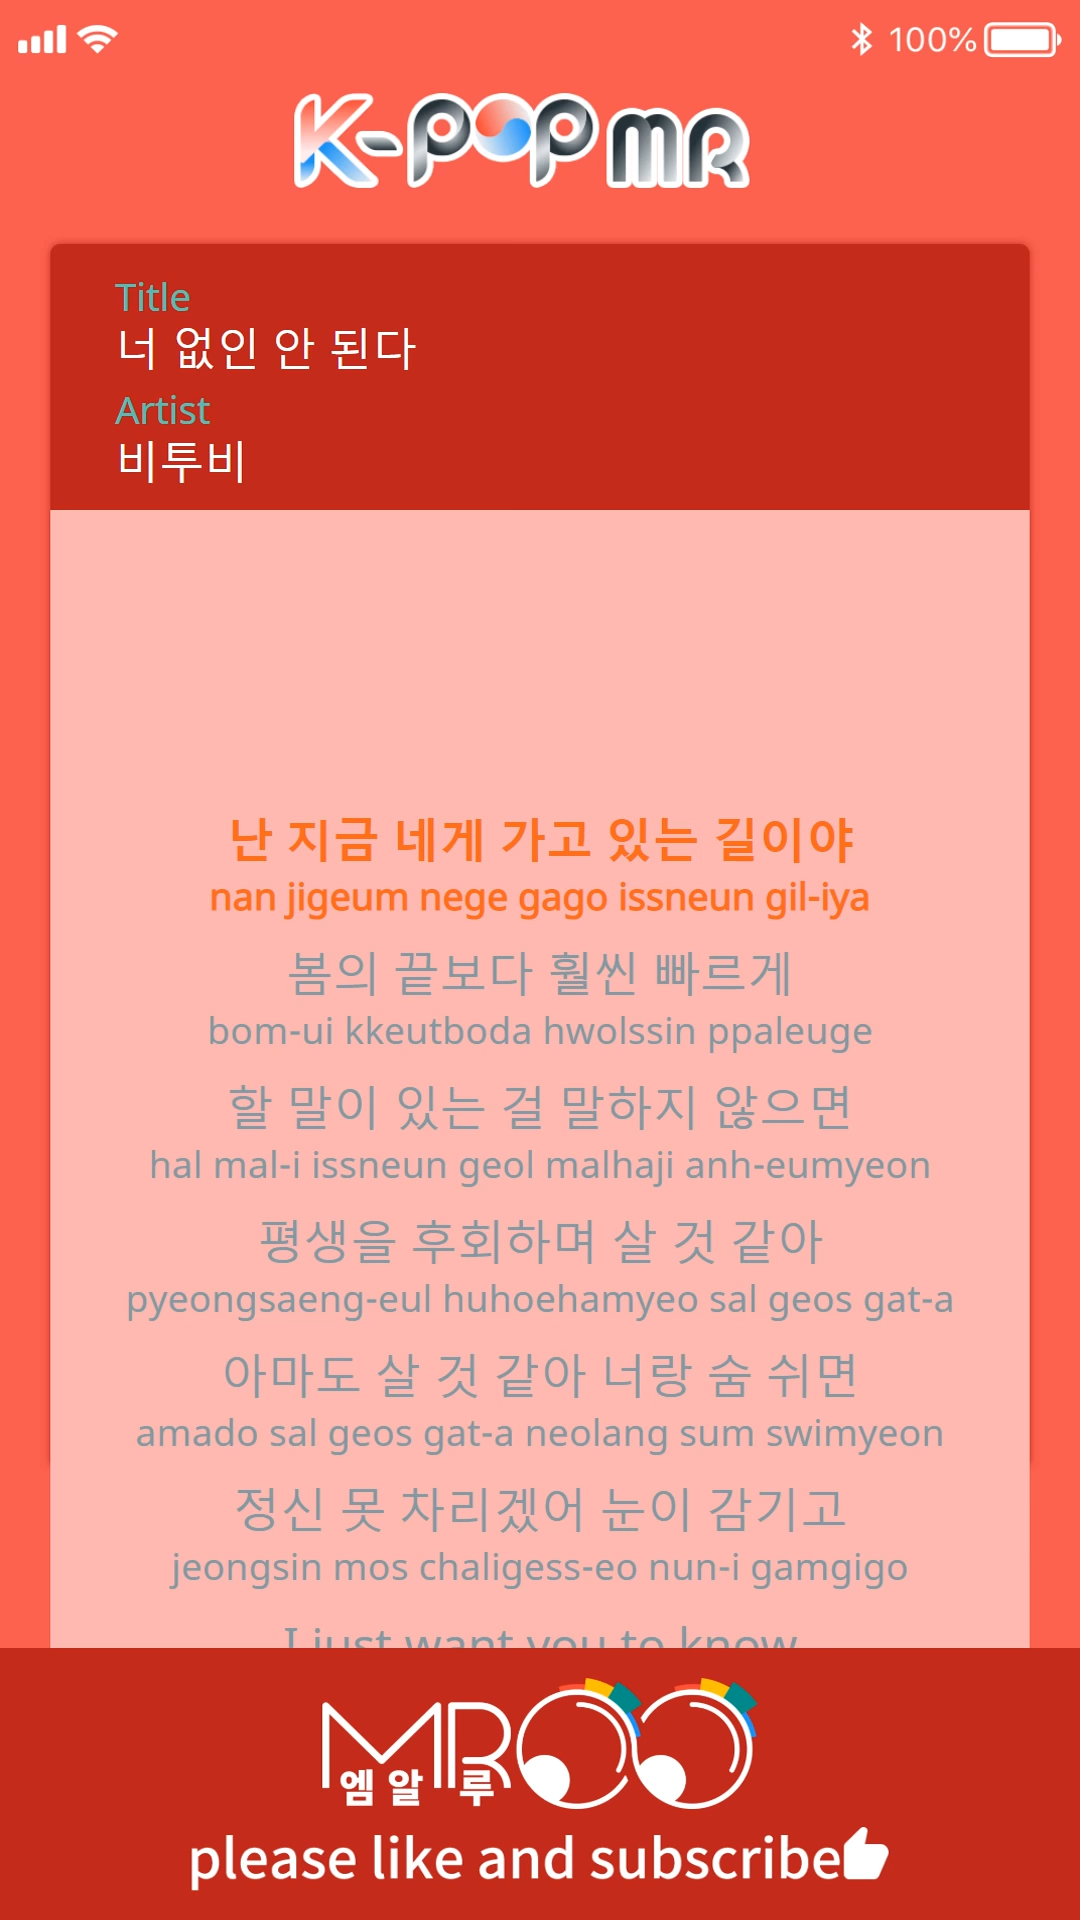 100%
K-POP MR
Title
너 없인 안 된다
Artist
비투비
난 지금 네게 가고 있는 길이야
nan jigeum nege gago issneun gil-iya
봄의 끝보다 훨씬 빠르게
bom-ui kkeutboda hwolssin ppaleuge
할 말이 있는 걸 말하지 않으면
hal mal-i issneun geol malhaji anh-eumyeon
평생을 후회하며 살 것 같아
pyeongsaeng-eul huhoehamyeo sal geos gat-a
아마도 살 것 같아 너랑 숨 쉬면
amado sal geos gat-a neolang sum swimyeon
정신 못 차리겠어 눈이 감기고
jeongsin mos chaligess-eo nun-i gamgigo
I just want you to know
MROO
엠알루
please like and subscribe